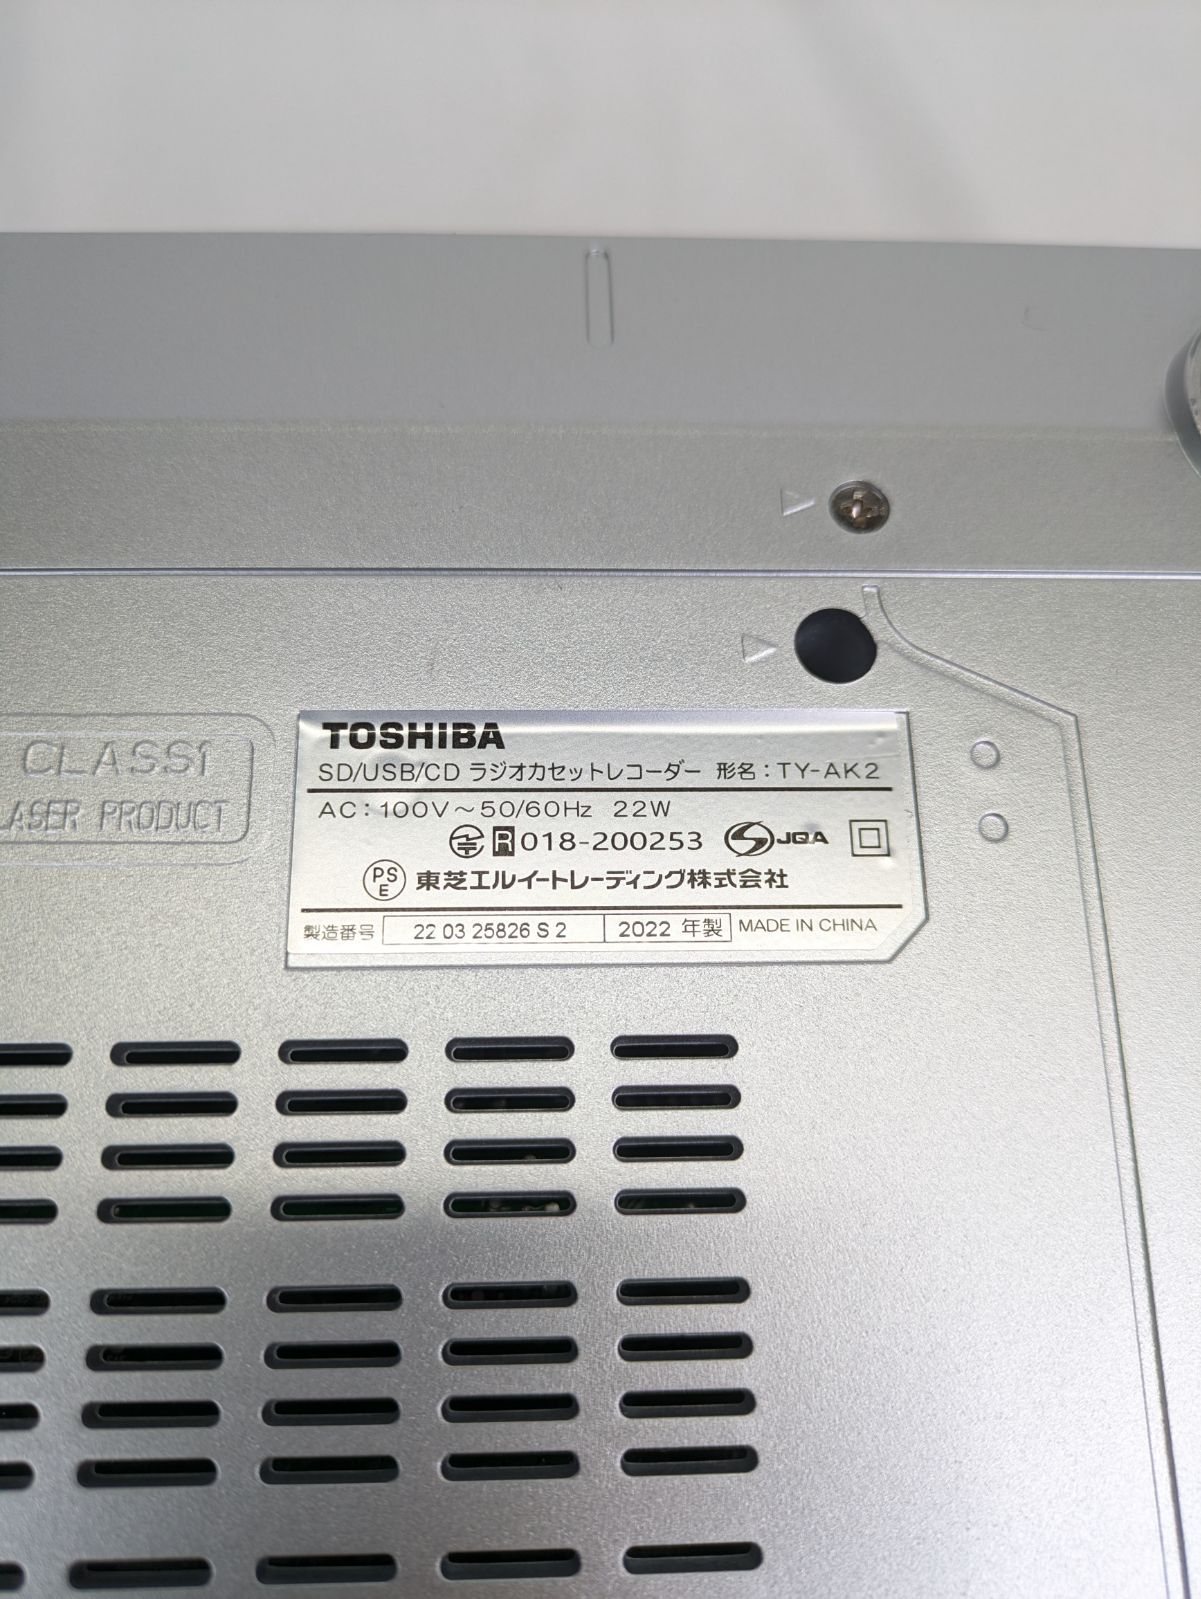 CLASS1
LASER PRODUCT
TOSHIBA
SD/USB/CD ラジオカセットレコーダー 形名：TY-AK2
AC：100V～50/60Hz 22W
R 018-200253 JQA
PS E 東芝エルイートレーディング株式会社
製造番号 22 03 25826 S 2 2022 年製 MADE IN CHINA